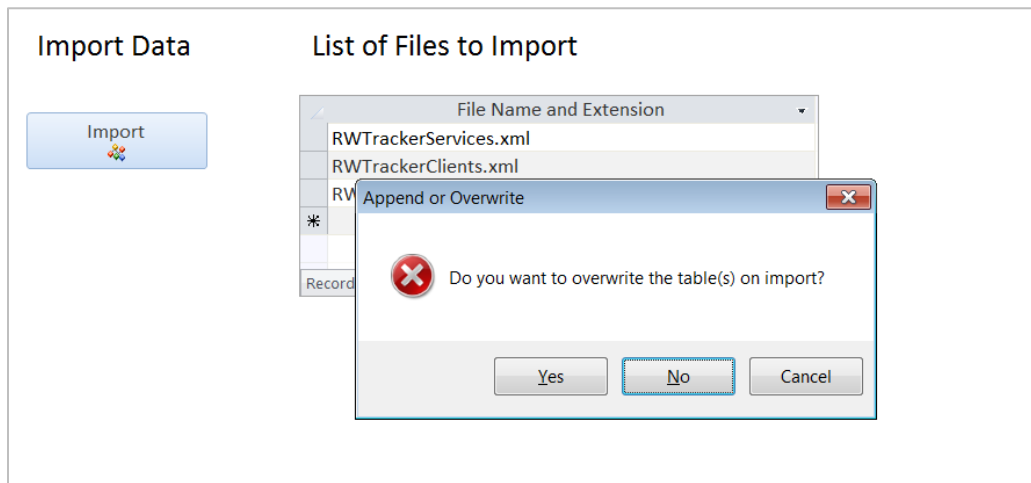 Import Data
List of Files to Import
Import
File Name and Extension
RWTrackerServices.xml
RWTrackerClients.xml
RW
Append or Overwrite
Do you want to overwrite the table(s) on import?
Record
Yes
No
Cancel